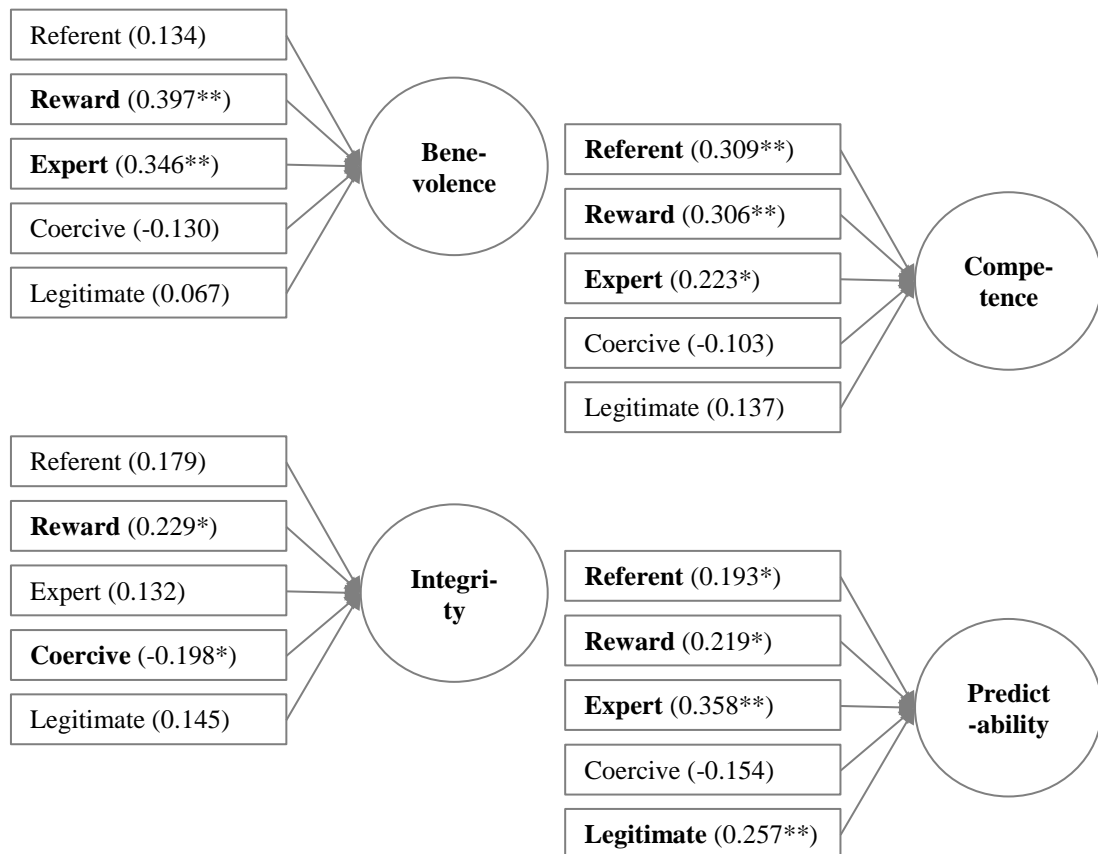 Referent (0.134)
Reward (0.397**)
Expert (0.346**)
Coercive (-0.130)
Legitimate (0.067)
Bene-
volence
Referent (0.309**)
Reward (0.306**)
Expert (0.223*)
Coercive (-0.103)
Legitimate (0.137)
Compe-
tence
Referent (0.179)
Reward (0.229*)
Expert (0.132)
Coercive (-0.198*)
Legitimate (0.145)
Integri-
ty
Referent (0.193*)
Reward (0.219*)
Expert (0.358**)
Coercive (-0.154)
Legitimate (0.257**)
Predict
-ability